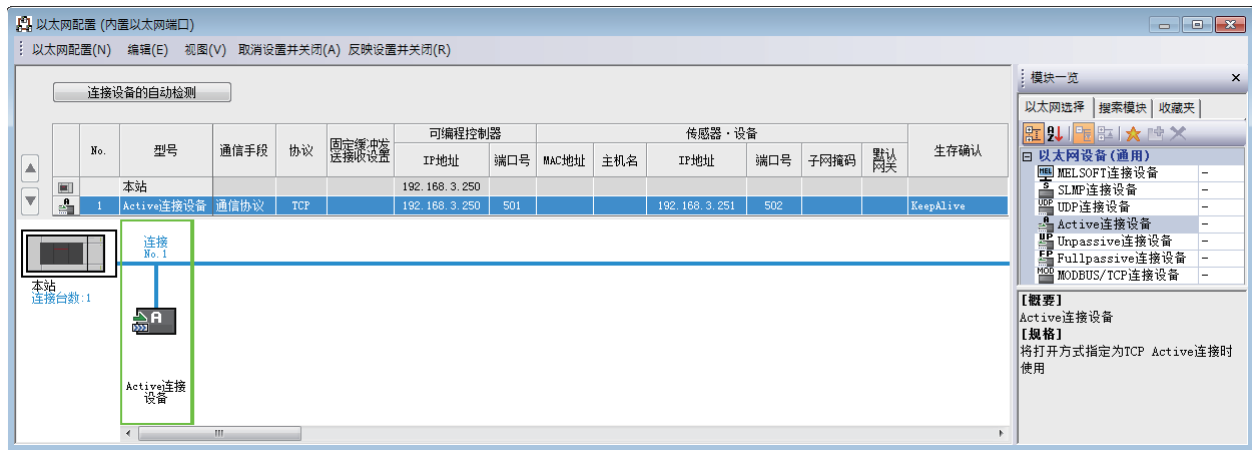 以太网配置 (内置以太网端口)
以太网配置(N) 编辑(E) 视图(V) 取消设置并关闭(A) 反映设置并关闭(R)
连接设备的自动检测
No. 型号 通信手段 协议 固定缓冲发送接收设置 可编程控制器 传感器・设备 生存确认
IP地址 端口号 MAC地址 主机名 IP地址 端口号 子网掩码 默认网关
本站 192.168.3.250
1 Active连接设备 通信协议 TCP 192.168.3.250 501 192.168.3.251 502 KeepAlive
连接
No.1
本站
连接台数:1
A
Active连接
设备
模块一览
以太网选择 搜索模块 收藏夹
以太网设备(通用)
MELSOFT连接设备 -
SLMP连接设备 -
UDP连接设备 -
Active连接设备 -
Unpassive连接设备 -
Fullpassive连接设备 -
MODBUS/TCP连接设备 -
[概要]
Active连接设备
[规格]
将打开方式指定为TCP Active连接时
使用